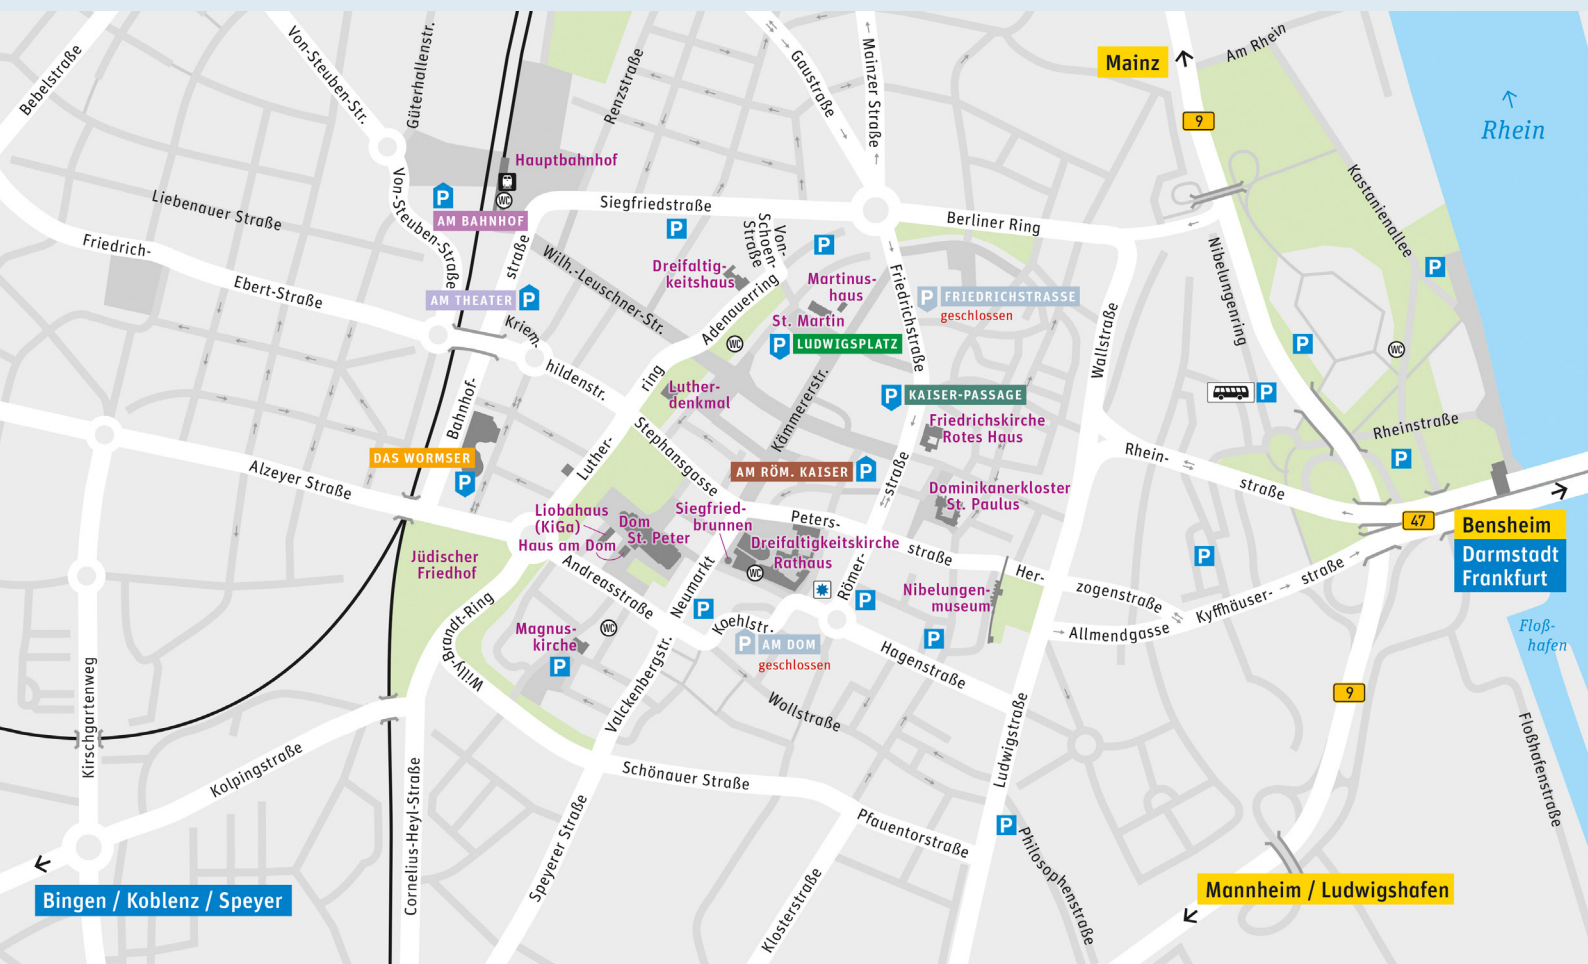 Bebelstraße
Von-Steuben-Str.
Güterhallenstr.
Renzstraße
Gaustraße
Mainzer Straße
Mainz
Am Rhein
9
Rhein
Hauptbahnhof
WC
P
AM BAHNHOF
Von-Steuben-Straße
Liebenauer Straße
Friedrich-
Ebert-Straße
Siegfriedstraße
P
Von-
Schoen-
Straße
P
Berliner Ring
Kastanienallee
P
Nibelungenring
straße
Wilh.-Leuschner-Str.
Dreifaltig-
keitshaus
Martinus-
haus
Adenauerring
Friedrichstraße
P FRIEDRICHSTRASSE
geschlossen
AM THEATER P
Kriem-
hildenstr.
St. Martin
WC
P LUDWIGSPLATZ
Wallstraße
P
WC
ring
Luther-
denkmal
Kämmererstr.
P KAISER-PASSAGE
P
Friedrichskirche
Rotes Haus
Rheinstraße
P
Bahnhof-
Luther-
Stephansgasse
DAS WORMSER
P
AM RÖM. KAISER P
straße
Rhein-
straße
Alzeyer Straße
Dominikanerkloster
St. Paulus
Liobahaus
(KiGa)
Haus am Dom
Dom
St. Peter
Siegfried-
brunnen
Peters-
straße
Dreifaltigkeitskirche
Rathaus
WC
47
Bensheim
Darmstadt
Frankfurt
P
Jüdischer
Friedhof
Andreasstraße
Neumarkt
Römer-
Her-
zogenstraße
Kyffhäuser-
straße
Nibelungen-
museum
P
P
Koehlstr.
Allmendgasse
Floß-
hafen
Willy-Brandt-Ring
Magnus-
kirche
WC
P
P AM DOM
geschlossen
P
Hagenstraße
Valckenbergstr.
Wollstraße
9
Kirschgartenweg
Kolpingstraße
Cornelius-Heyl-Straße
Schönauer Straße
Ludwigstraße
Floßhafenstraße
Speyerer Straße
Pfauentorstraße
P
Philosophenstraße
Klosterstraße
Bingen / Koblenz / Speyer
Mannheim / Ludwigshafen